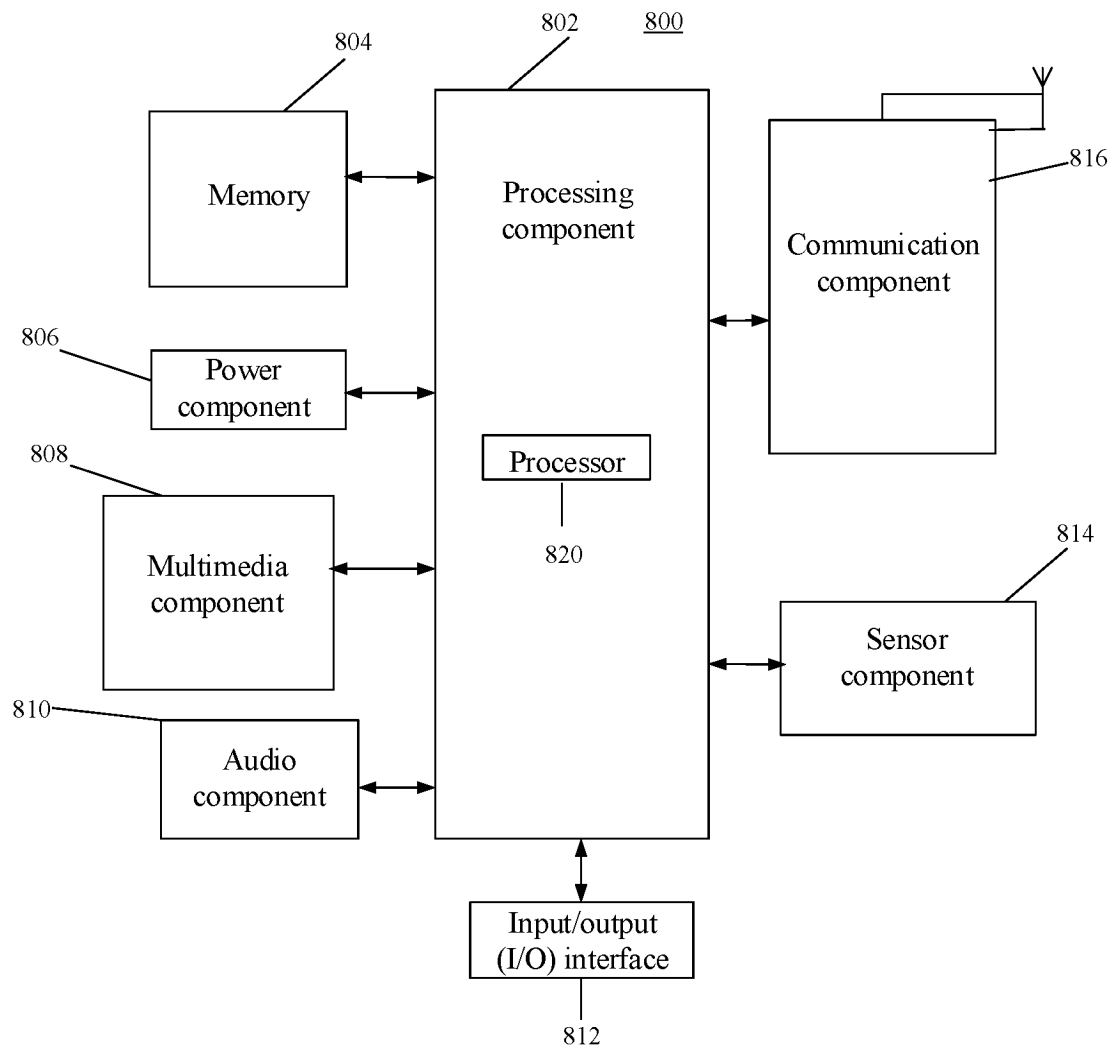 802
800
804
Memory
Processing
component
816
Communication
component
806
Power
component
808
Processor
820
Multimedia
component
814
Sensor
component
810
Audio
component
Input/output
(I/O) interface
812